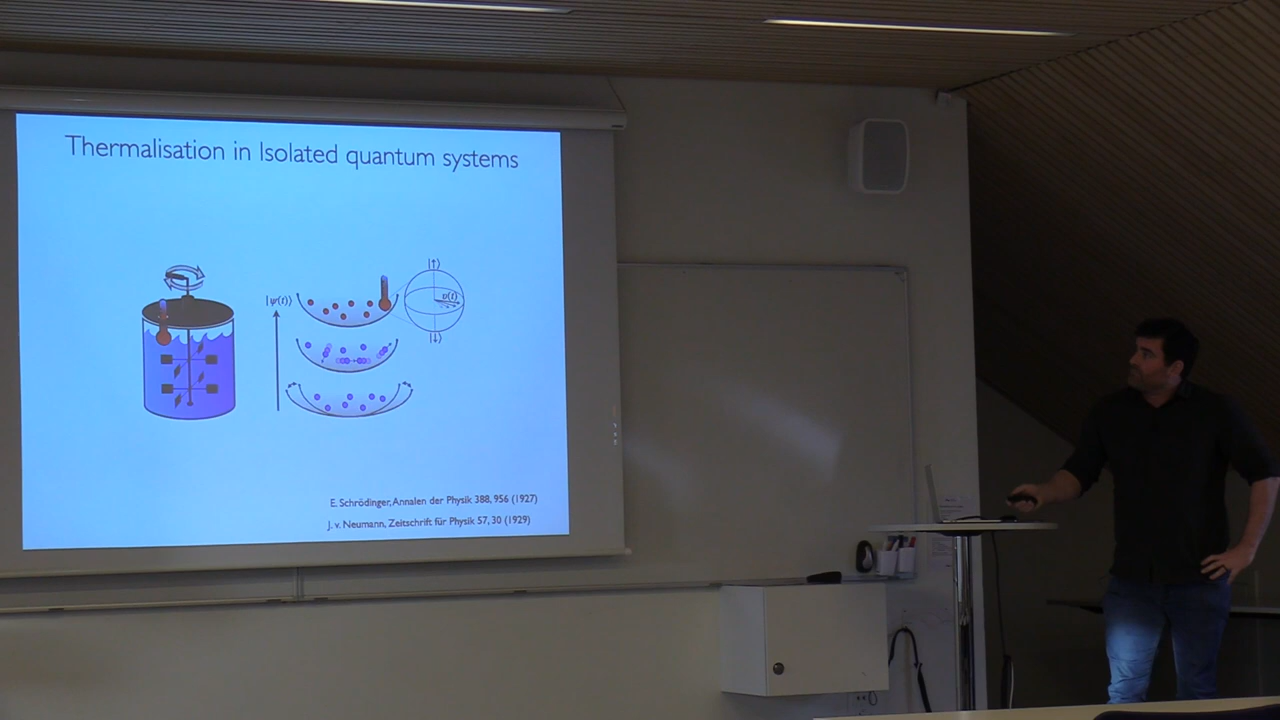 Thermalisation in Isolated quantum systems
|ψ(t)⟩
|↑⟩
υ(t)
|↓⟩
E. Schrödinger, Annalen der Physik 388, 956 (1927)
J. v. Neumann, Zeitschrift für Physik 57, 30 (1929)